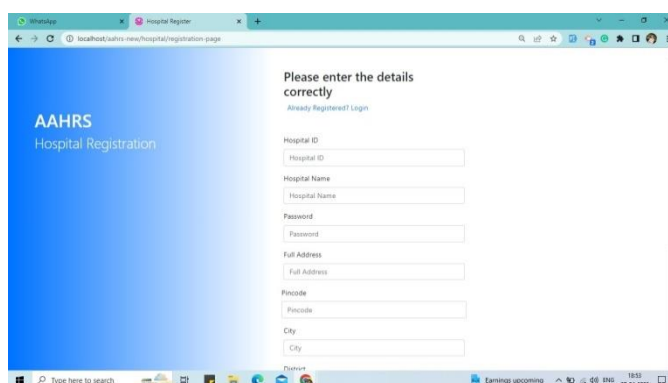 WhatsApp
Hospital Register
localhost/aahrs-new/hospital/registration-page
AAHRS
Hospital Registration
Please enter the details
correctly
Already Registered? Login
Hospital ID
Hospital ID
Hospital Name
Hospital Name
Password
Password
Full Address
Full Address
Pincode
Pincode
City
City
District
Type here to search
Earnings upcoming
ENG
18:53